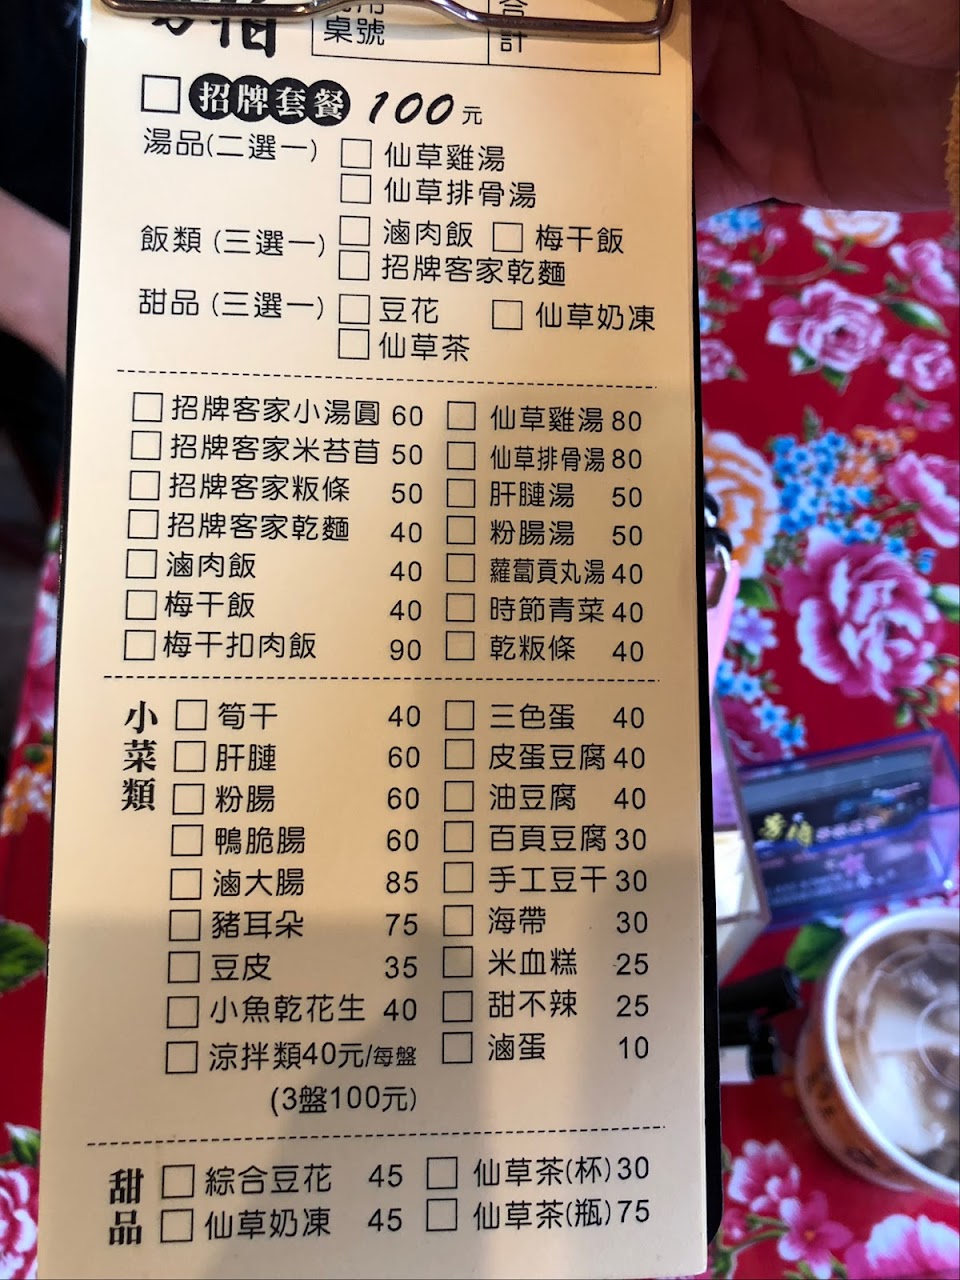 桌號
合計
招牌套餐 100元
湯品(二選一) 仙草雞湯
仙草排骨湯
飯類 (三選一) 滷肉飯 梅干飯
招牌客家乾麵
甜品 (三選一) 豆花 仙草奶凍
仙草茶
招牌客家小湯圓 60 仙草雞湯 80
招牌客家米苔苜 50 仙草排骨湯 80
招牌客家粄條 50 肝腱湯 50
招牌客家乾麵 40 粉腸湯 50
滷肉飯 40 蘿蔔貢丸湯 40
梅干飯 40 時節青菜 40
梅干扣肉飯 90 乾粄條 40
小菜類
筍干 40 三色蛋 40
肝腱 60 皮蛋豆腐 40
粉腸 60 油豆腐 40
鴨脆腸 60 百頁豆腐 30
滷大腸 85 手工豆干 30
豬耳朵 75 海帶 30
豆皮 35 米血糕 25
小魚乾花生 40 甜不辣 25
涼拌類40元/每盤 滷蛋 10
(3盤100元)
甜品
綜合豆花 45 仙草茶(杯) 30
仙草奶凍 45 仙草茶(瓶) 75